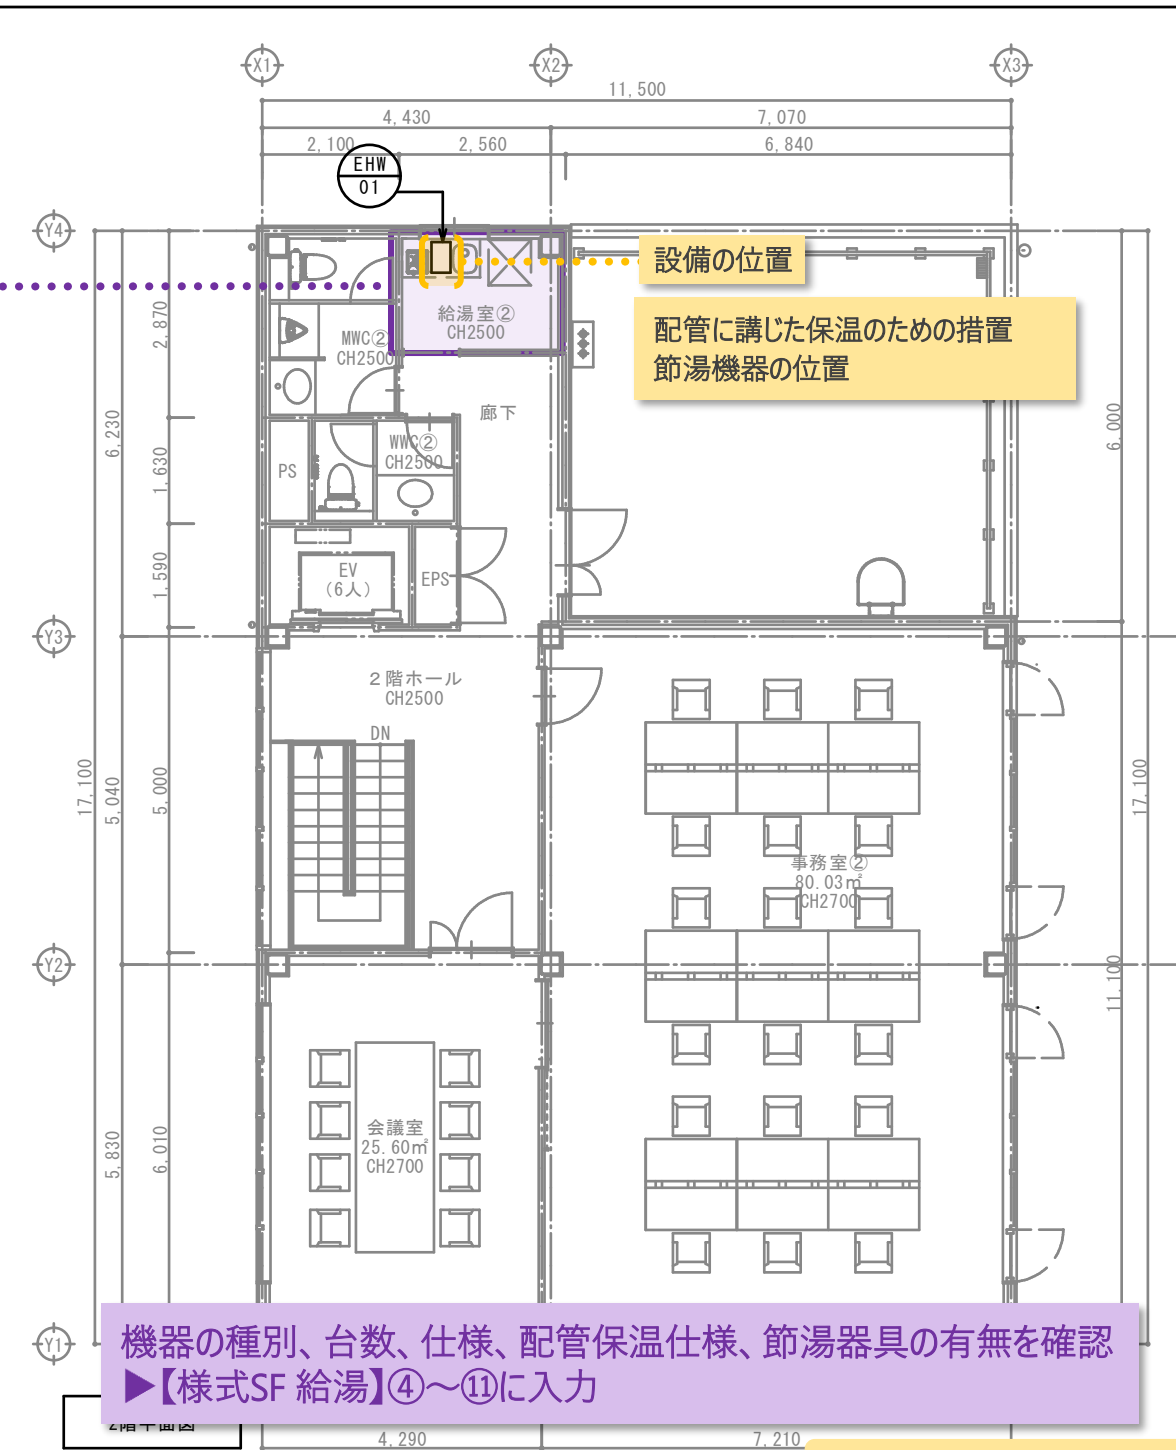 X1
X2
X3
11,500
4,430
7,070
2,100
2,560
6,840
EHW
01
Y4
設備の位置
給湯室②
CH2500
配管に講じた保温のための措置
節湯機器の位置
MWC②
CH2500
2,870
廊下
6,230
6,000
WWC②
CH2500
PS
1,630
EV
(6人)
EPS
1,590
Y3
2階ホール
CH2500
DN
17,100
5,040
5,000
17,100
事務室②
80.03㎡
CH2700
Y2
11,100
会議室
25.60㎡
CH2700
5,830
6,010
Y1
機器の種別、台数、仕様、配管保温仕様、節湯器具の有無を確認
▶【様式SF 給湯】④～⑪に入力
2階平面図
4,290
7,210